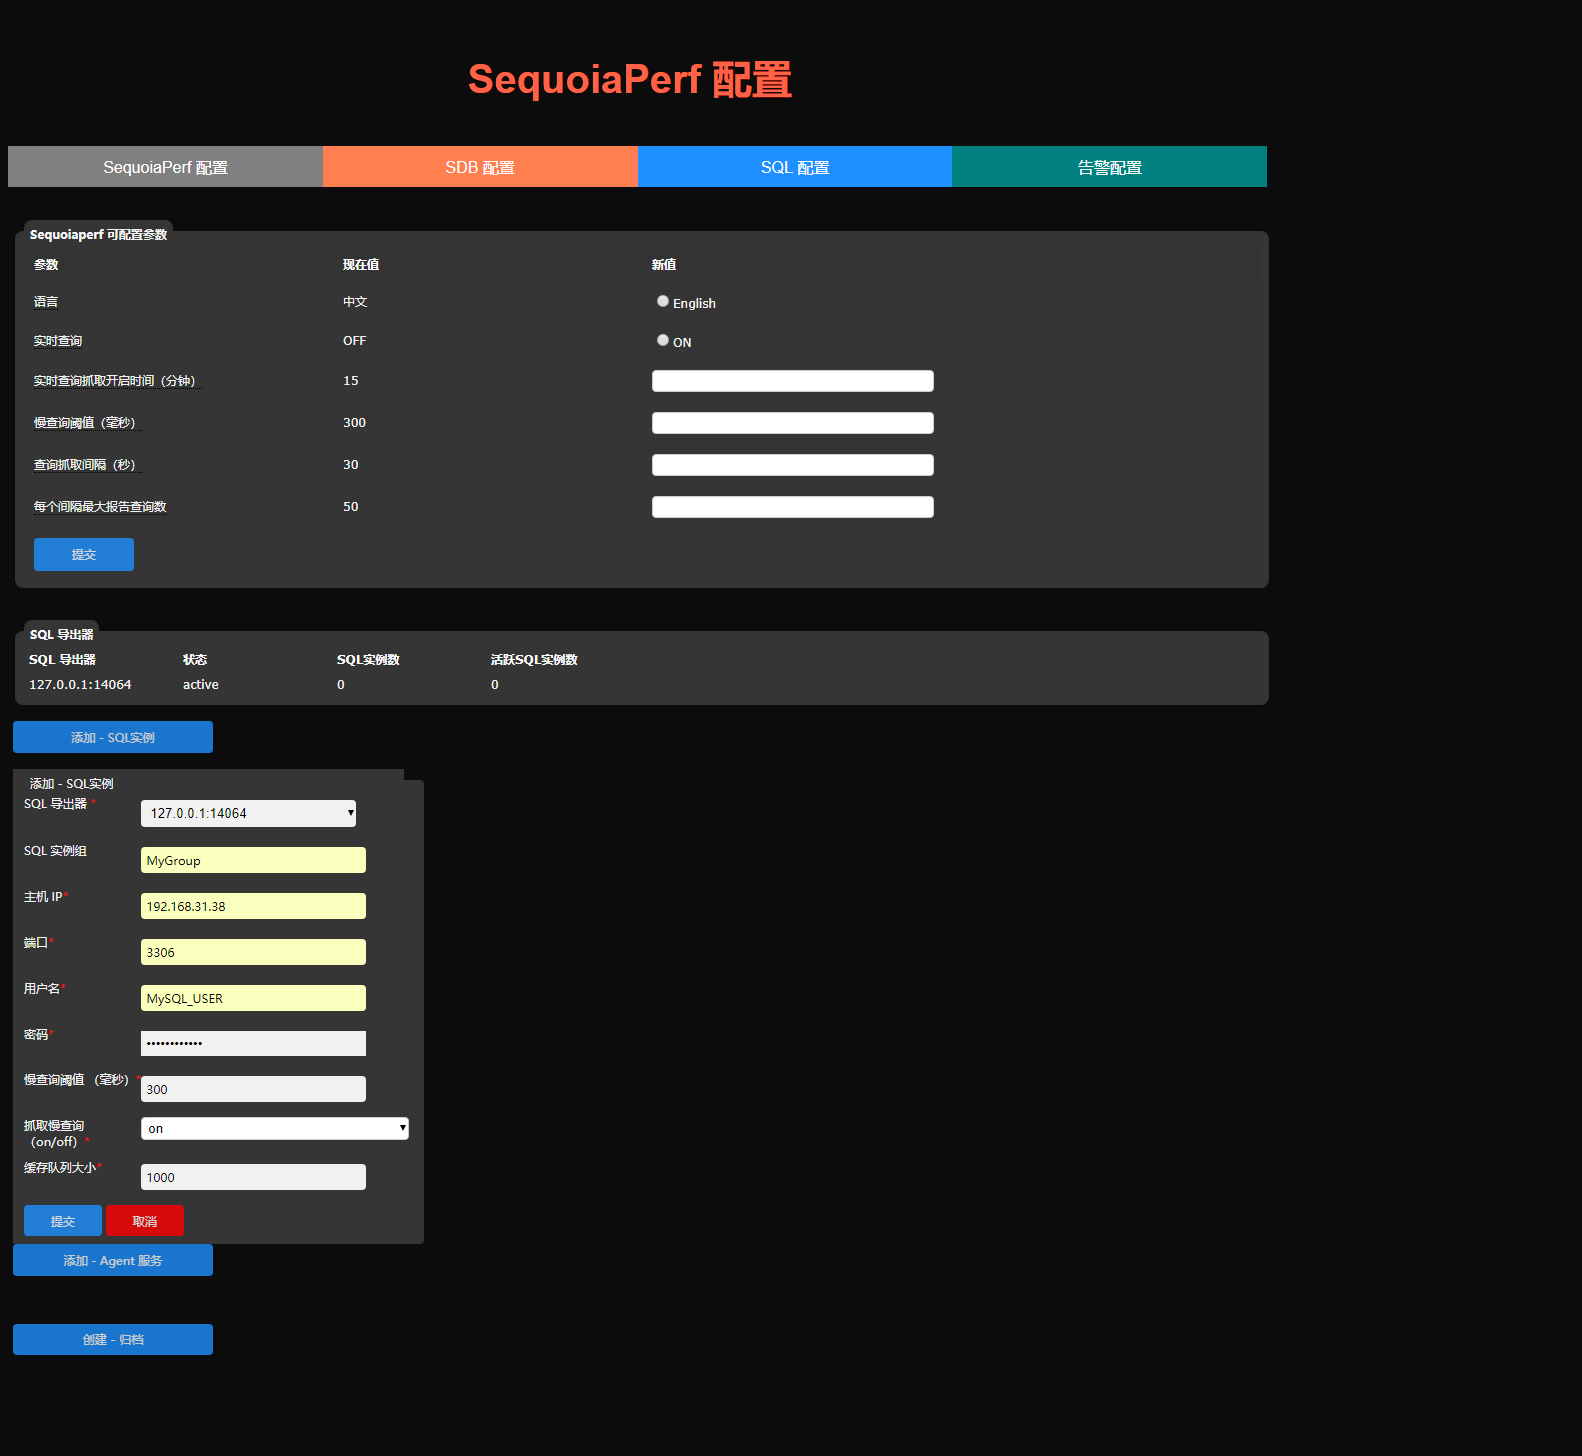 SequoiaPerf 配置
SequoiaPerf 配置 SDB 配置 SQL 配置 告警配置
Sequoiaperf 可配置参数
参数 现在值 新值
语言 中文 English
实时查询 OFF ON
实时查询抓取开启时间（分钟） 15
慢查询阈值（毫秒） 300
查询抓取间隔（秒） 30
每个间隔最大报告查询数 50
提交
SQL 导出器
SQL 导出器 状态 SQL实例数 活跃SQL实例数
127.0.0.1:14064 active 0 0
添加 - SQL实例
添加 - SQL实例
SQL 导出器 * 127.0.0.1:14064
SQL 实例组 MyGroup
主机 IP* 192.168.31.38
端口* 3306
用户名* MySQL_USER
密码* ••••••••••••
慢查询阈值 （毫秒）* 300
抓取慢查询 on
（on/off）*
缓存队列大小* 1000
提交 取消
添加 - Agent 服务
创建 - 归档